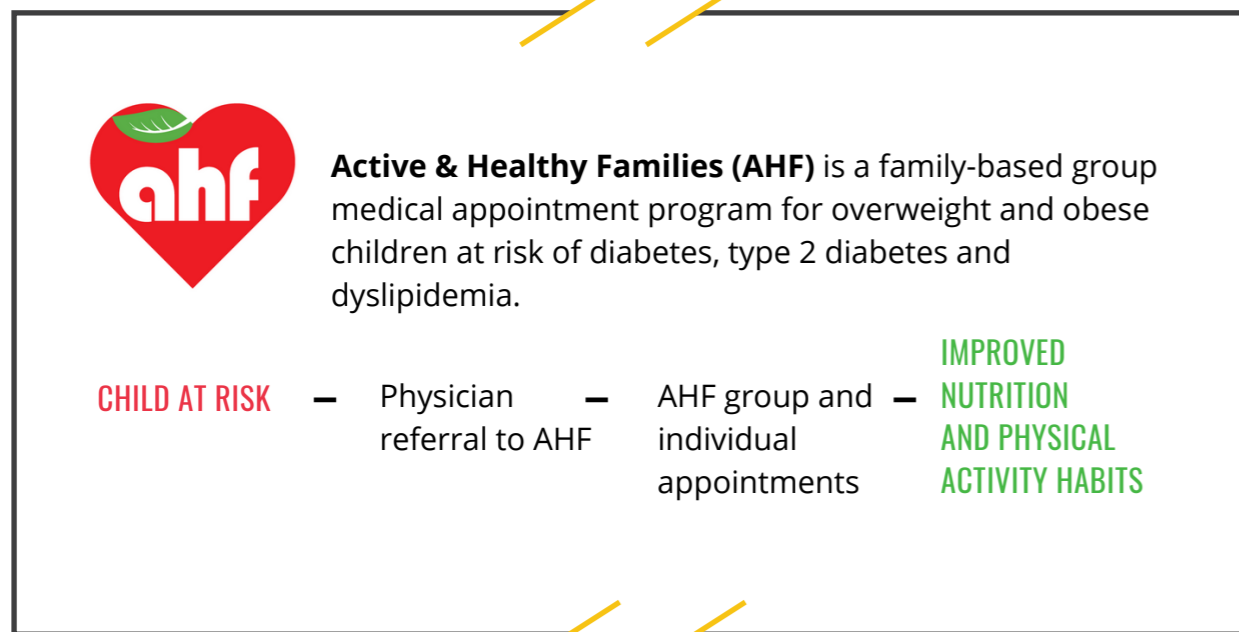 ahf
Active & Healthy Families (AHF) is a family-based group
medical appointment program for overweight and obese
children at risk of diabetes, type 2 diabetes and
dyslipidemia.
CHILD AT RISK
–
Physician
referral to AHF
–
AHF group and
individual
appointments
–
IMPROVED
NUTRITION
AND PHYSICAL
ACTIVITY HABITS